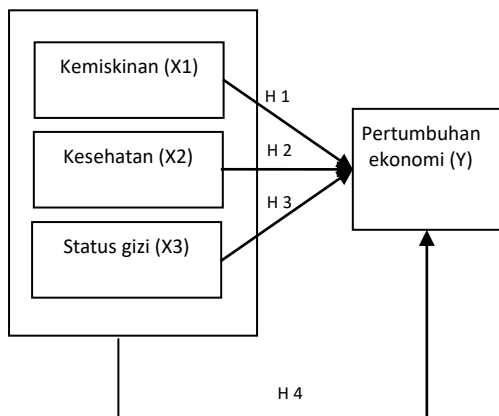 Kemiskinan (X1)
H 1
Kesehatan (X2)
H 2
Pertumbuhan
ekonomi (Y)
H 3
Status gizi (X3)
H 4